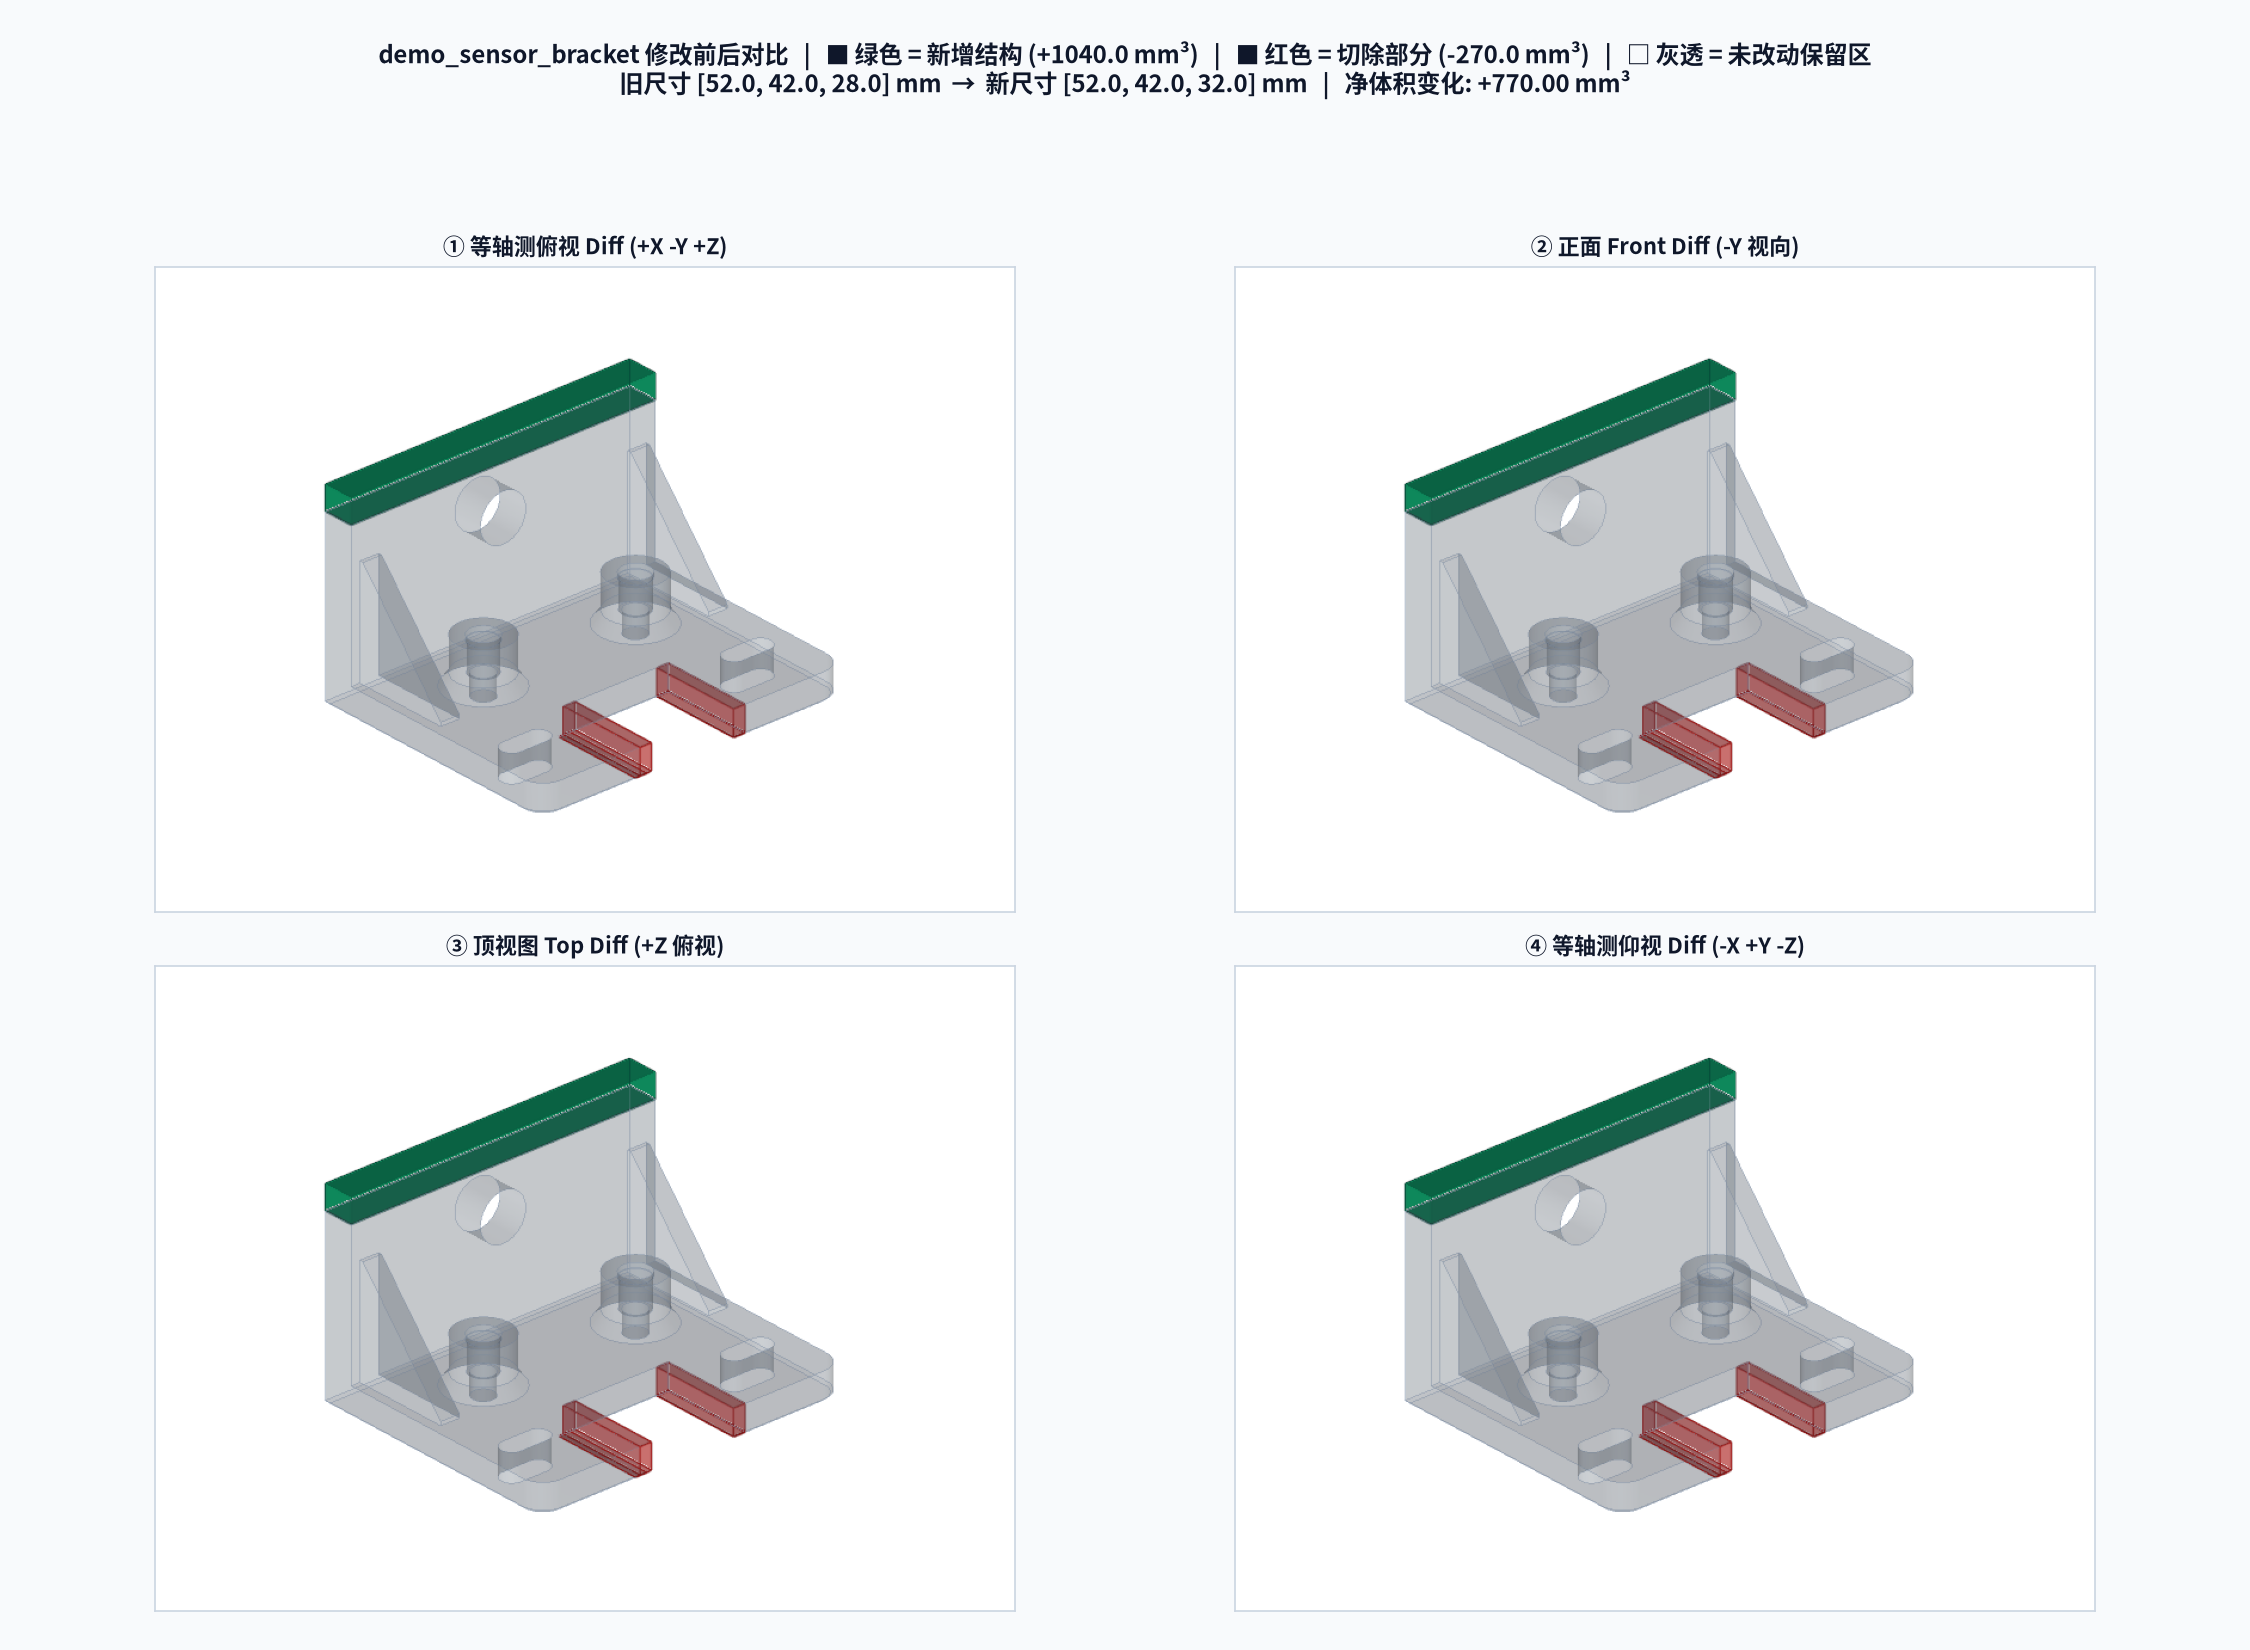 demo_sensor_bracket 修改前后对比 | ■ 绿色 = 新增结构 (+1040.0 mm³) | ■ 红色 = 切除部分 (-270.0 mm³) | □ 灰透 = 未改动保留区
旧尺寸 [52.0, 42.0, 28.0] mm → 新尺寸 [52.0, 42.0, 32.0] mm | 净体积变化: +770.00 mm³
① 等轴测俯视 Diff (+X -Y +Z)
② 正面 Front Diff (-Y 视向)
③ 顶视图 Top Diff (+Z 俯视)
④ 等轴测仰视 Diff (-X +Y -Z)